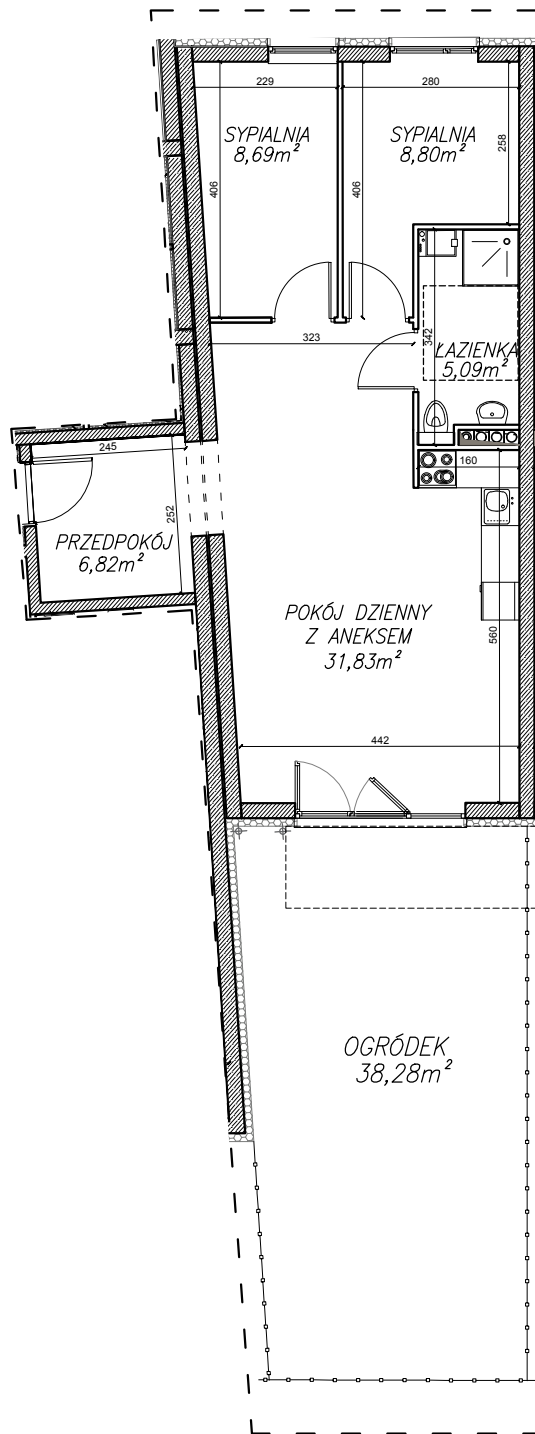 229
280
SYPIALNIA
8,69m²
SYPIALNIA
8,80m²
258
406
406
323
342
ŁAZIENKA
5,09m²
245
252
160
PRZEDPOKÓJ
6,82m²
POKÓJ DZIENNY
Z ANEKSEM
31,83m²
560
442
OGRÓDEK
38,28m²